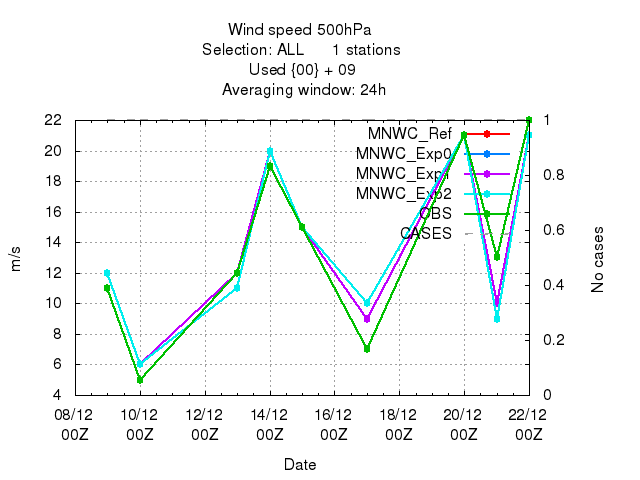 Wind speed 500hPa
Selection: ALL 1 stations
Used {00} + 09
Averaging window: 24h
22 1
MNWC_Ref
20 MNWC_Exp0
18 0.8
MNWC_Exp1
MNWC_Exp2
16 OBS
14 0.6
CASES
m/s
No cases
12
10 0.4
8
6 0.2
4 0
08/12 10/12 12/12 14/12 16/12 18/12 20/12 22/12
00Z 00Z 00Z 00Z 00Z 00Z 00Z 00Z
Date